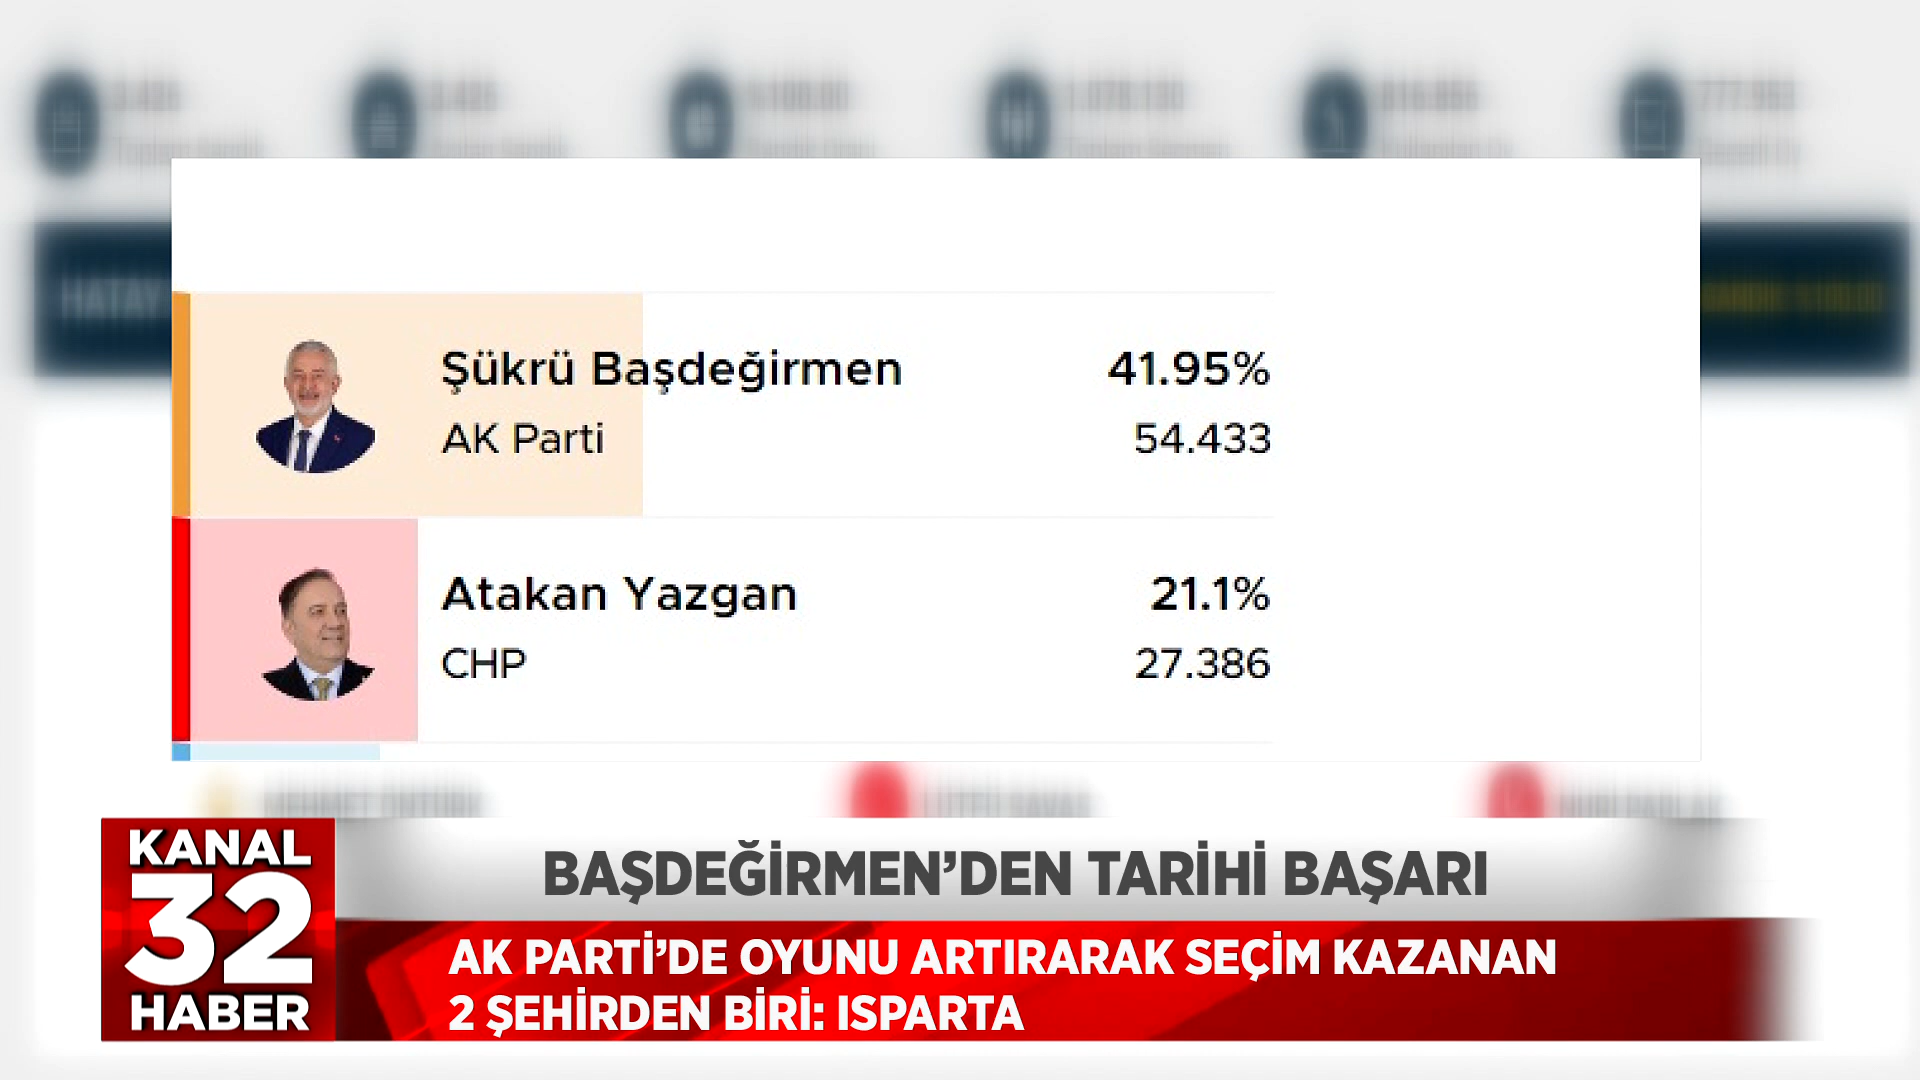 HATAY
Şükrü Başdeğirmen
41.95%
AK Parti
54.433
Atakan Yazgan
21.1%
CHP
27.386
KANAL
32
HABER
BAŞDEĞİRMEN’DEN TARİHİ BAŞARI
AK PARTİ’DE OYUNU ARTIRARAK SEÇİM KAZANAN
2 ŞEHİRDEN BİRİ: ISPARTA